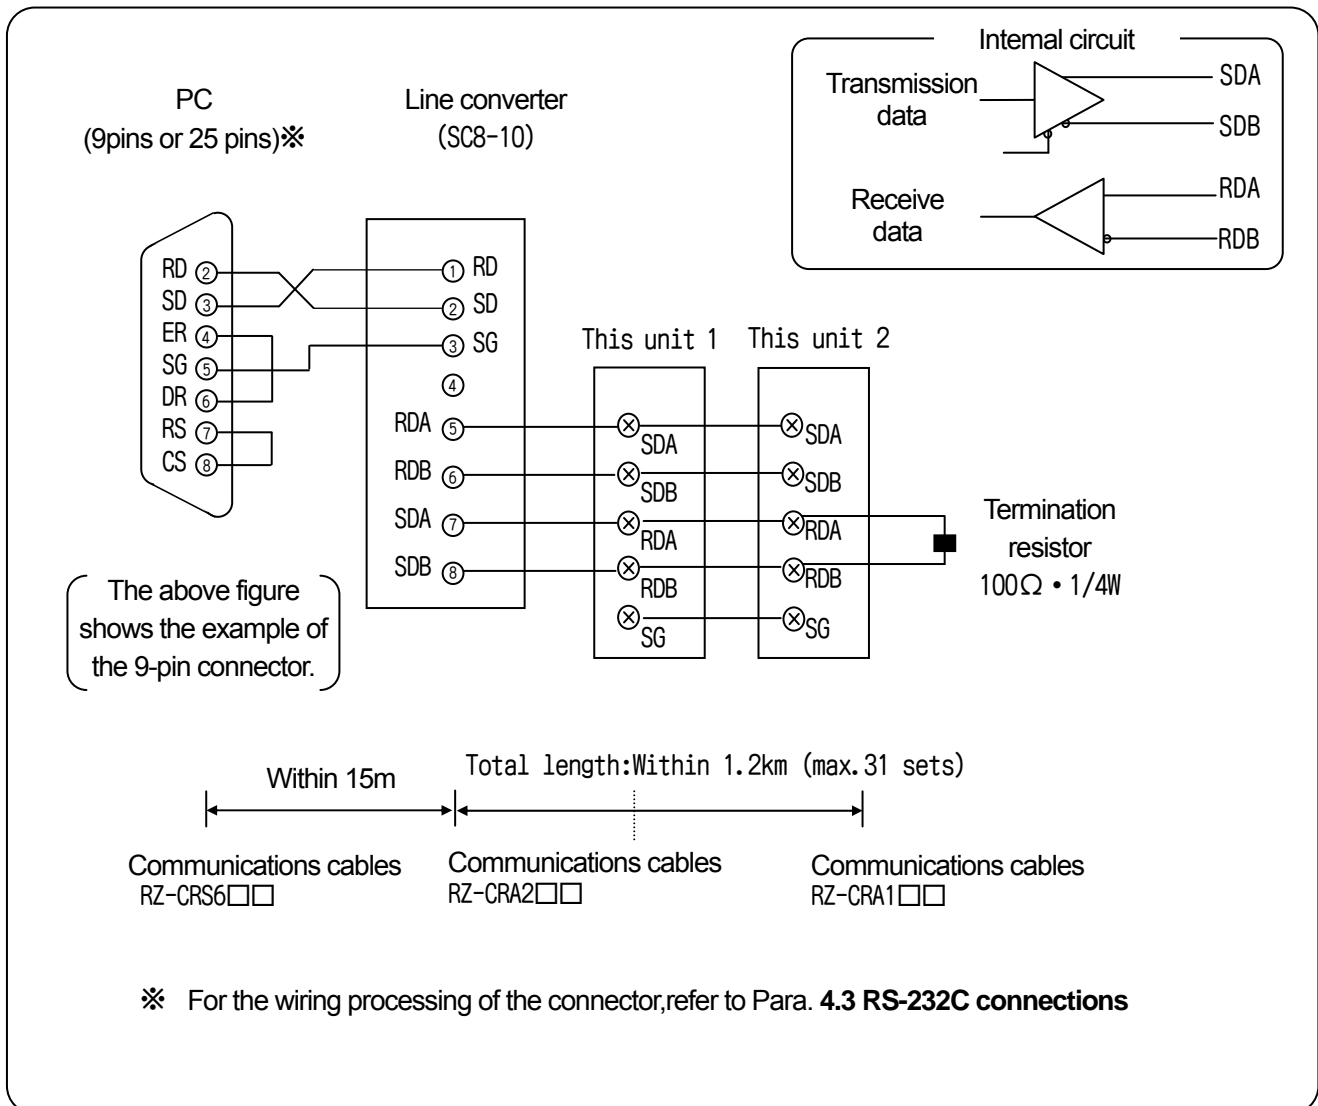 Internal circuit
Transmission
data
SDA
SDB
Receive
data
RDA
RDB
PC
(9pins or 25 pins)※
Line converter
(SC8-10)
RD ②
SD ③
ER ④
SG ⑤
DR ⑥
RS ⑦
CS ⑧
① RD
② SD
③ SG
④
RDA ⑤
RDB ⑥
SDA ⑦
SDB ⑧
This unit 1
SDA
SDB
RDA
RDB
SG
This unit 2
SDA
SDB
RDA
RDB
SG
Termination
resistor
100Ω・1/4W
The above figure
shows the example of
the 9-pin connector.
Within 15m
Total length:Within 1.2km (max.31 sets)
Communications cables
RZ-CRS6□□
Communications cables
RZ-CRA2□□
Communications cables
RZ-CRA1□□
※ For the wiring processing of the connector,refer to Para. 4.3 RS-232C connections